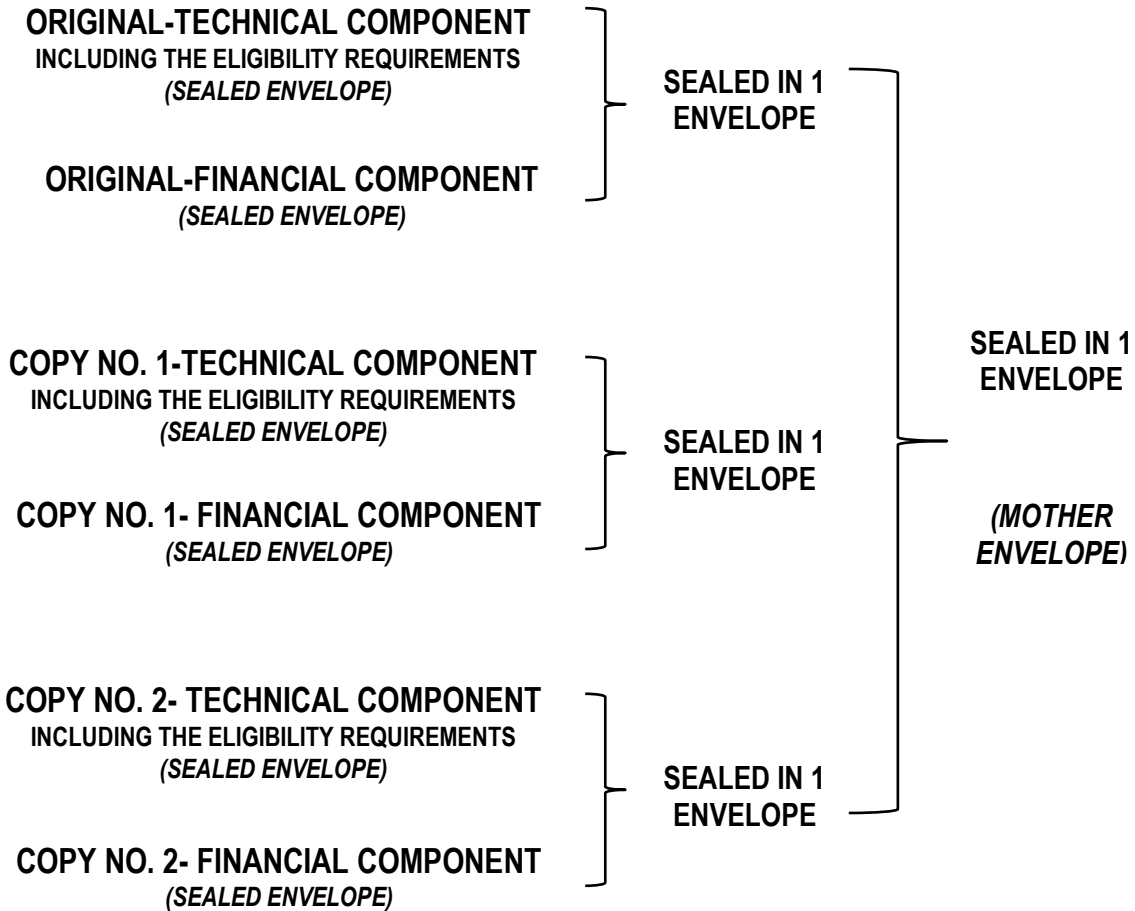 ORIGINAL-TECHNICAL COMPONENT
INCLUDING THE ELIGIBILITY REQUIREMENTS
(SEALED ENVELOPE)
ORIGINAL-FINANCIAL COMPONENT
(SEALED ENVELOPE)
SEALED IN 1
ENVELOPE
COPY NO. 1-TECHNICAL COMPONENT
INCLUDING THE ELIGIBILITY REQUIREMENTS
(SEALED ENVELOPE)
COPY NO. 1- FINANCIAL COMPONENT
(SEALED ENVELOPE)
SEALED IN 1
ENVELOPE
COPY NO. 2- TECHNICAL COMPONENT
INCLUDING THE ELIGIBILITY REQUIREMENTS
(SEALED ENVELOPE)
COPY NO. 2- FINANCIAL COMPONENT
(SEALED ENVELOPE)
SEALED IN 1
ENVELOPE
SEALED IN 1
ENVELOPE
(MOTHER
ENVELOPE)